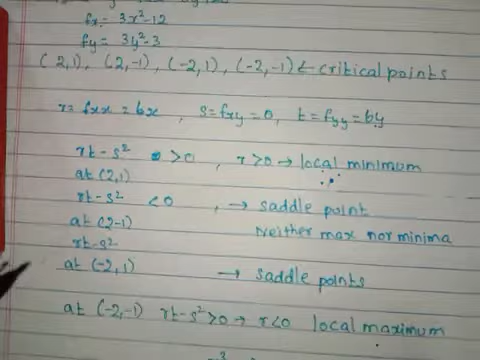 fx = 3x²-12
fy = 3y²-3
(2,1), (2,-1), (-2,1), (-2,-1) ← critical points
r = fxx = 6x , s = fxy = 0, t = fyy = 6y
rt - s² > 0 , r > 0 → local minimum
at (2,1)
rt - s² < 0 , → saddle point
at (2-1) Neither max nor minima
rt - s²
at (-2,1) → saddle points
at (-2,-1) rt - s² > 0 → r < 0 local maximum